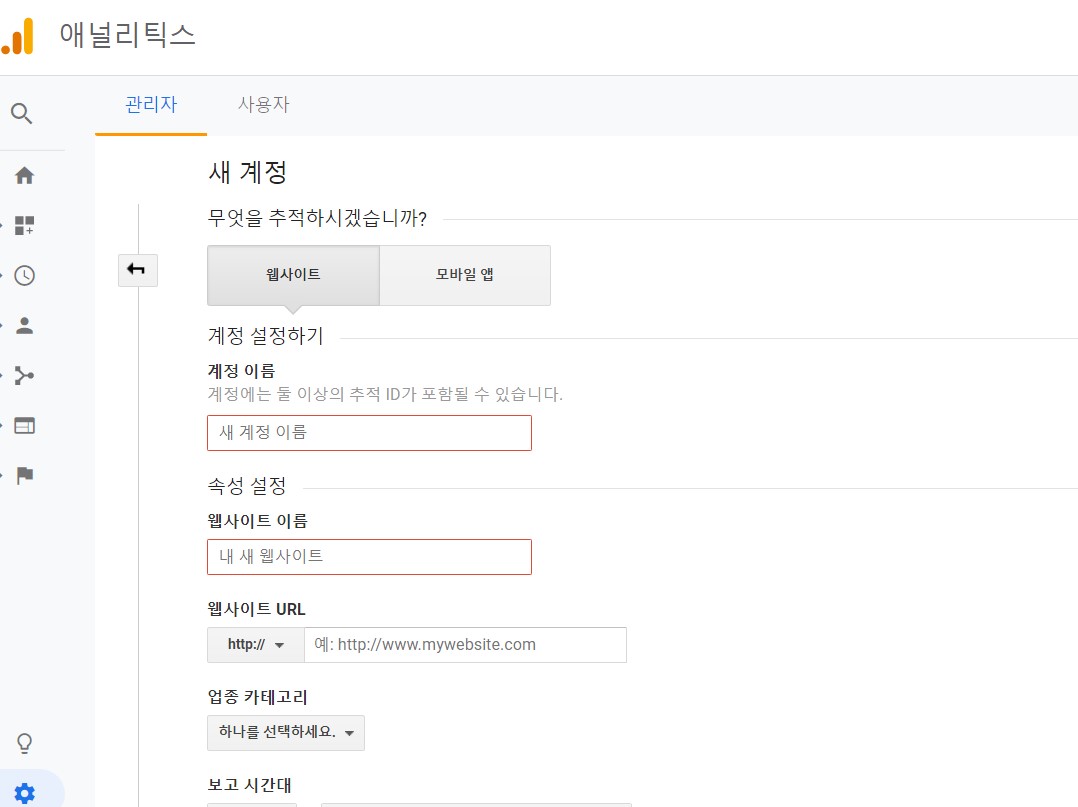 애널리틱스
관리자 사용자
새 계정
무엇을 추적하시겠습니까?
웹사이트 모바일 앱
계정 설정하기
계정 이름
계정에는 둘 이상의 추적 ID가 포함될 수 있습니다.
새 계정 이름
속성 설정
웹사이트 이름
내 새 웹사이트
웹사이트 URL
http:// 예: http://www.mywebsite.com
업종 카테고리
하나를 선택하세요.
보고 시간대